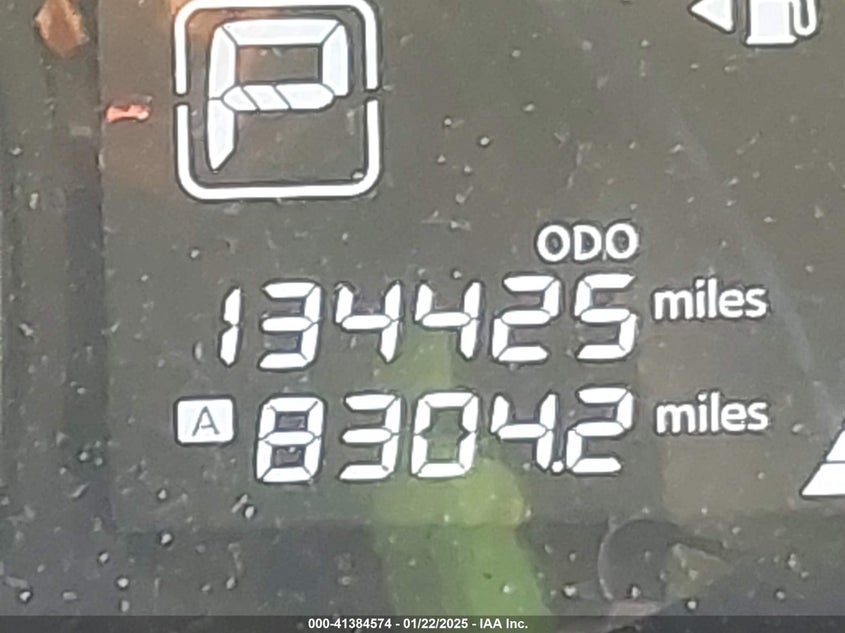 P
ODO
134425 miles
A 8304.2 miles
000-41384574 - 01/22/2025 - IAA Inc.